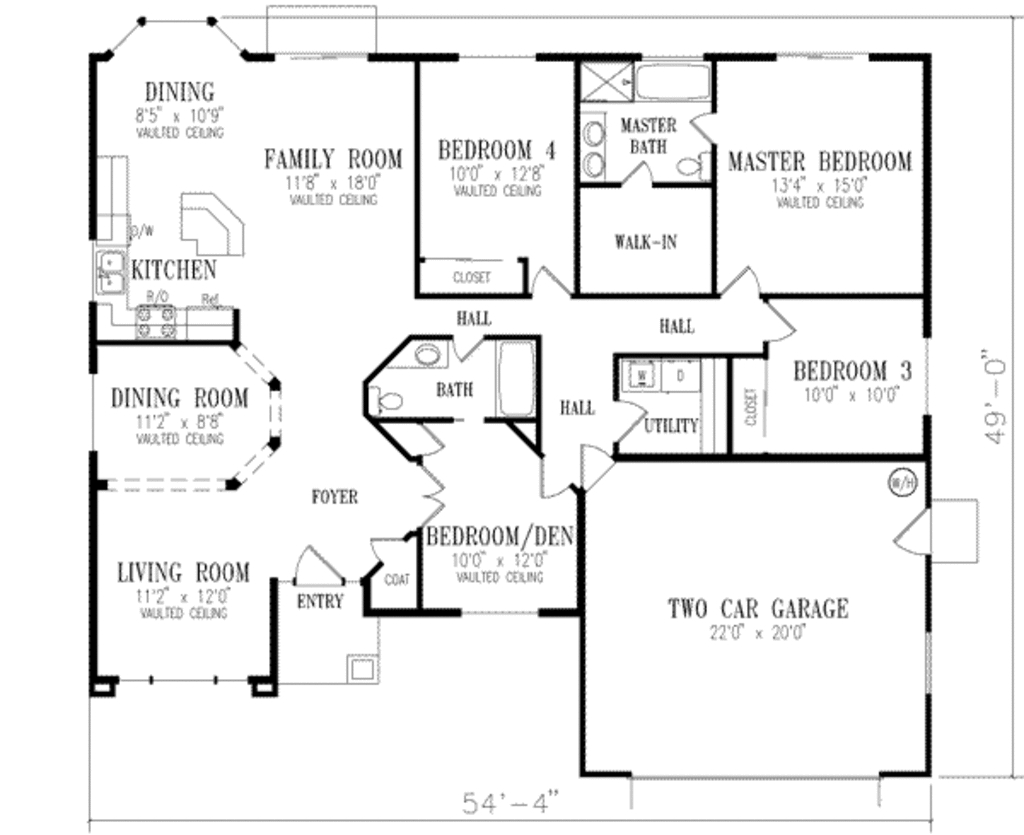 DINING
8'5" x 10'9"
VAULTED CEILING
FAMILY ROOM
11'8" x 18'0"
VAULTED CEILING
BEDROOM 4
10'0" x 12'8"
VAULTED CEILING
CLOSET
MASTER
BATH
WALK-IN
MASTER BEDROOM
13'4" x 15'0"
VAULTED CEILING
D/W
KITCHEN
R/O
Ref.
HALL
HALL
BATH
HALL
W
D
UTILITY
CLOSET
BEDROOM 3
10'0" x 10'0"
49'-0"
DINING ROOM
11'2" x 8'8"
VAULTED CEILING
FOYER
W/H
BEDROOM/DEN
10'0" x 12'0"
VAULTED CEILING
LIVING ROOM
11'2" x 12'0"
VAULTED CEILING
COAT
ENTRY
TWO CAR GARAGE
22'0" x 20'0"
54'-4"